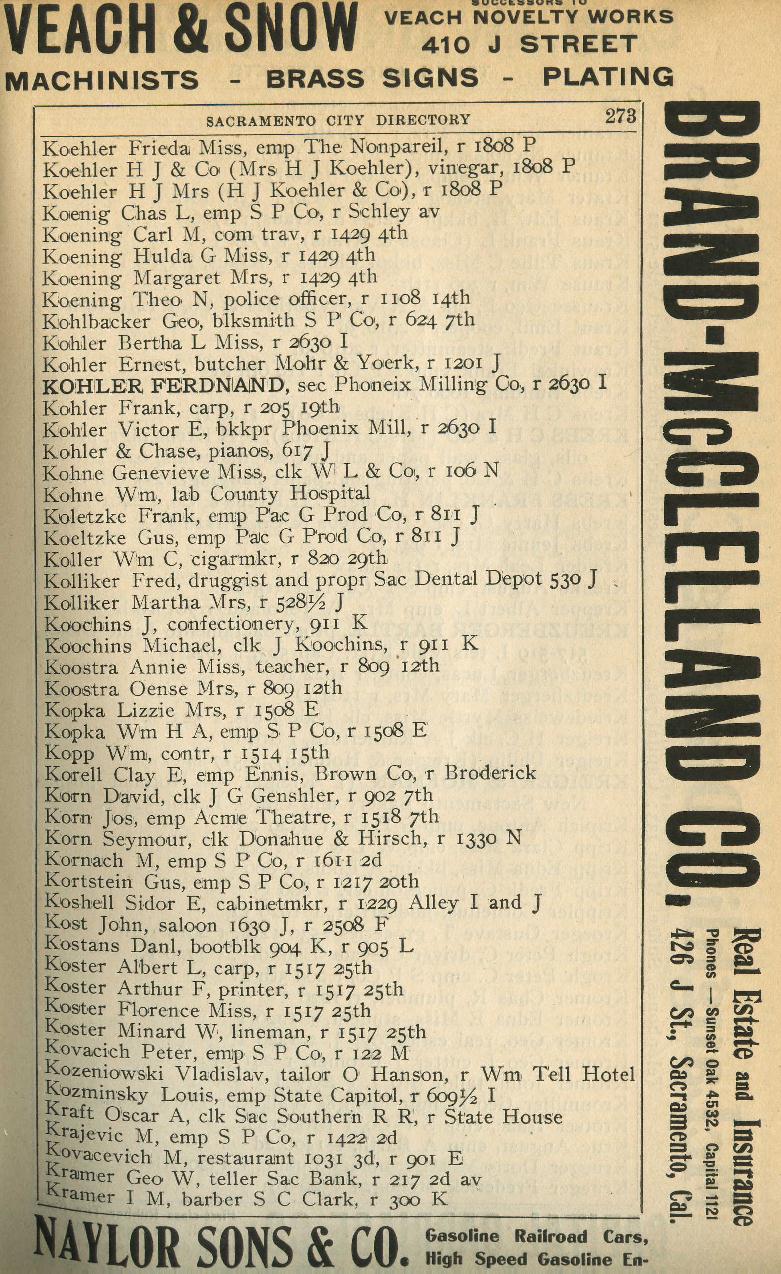 SUCCESSORS TO
VEACH & SNOW
VEACH NOVELTY WORKS
410 J STREET
MACHINISTS - BRASS SIGNS - PLATING
SACRAMENTO CITY DIRECTORY 273
Koehler Frieda Miss, emp The Nonpareil, r 1808 P
Koehler H J & Co (Mrs H J Koehler), vinegar, 1808 P
Koehler H J Mrs (H J Koehler & Co), r 1808 P
Koenig Chas L, emp S P Co, r Schley av
Koening Carl M, com trav, r 1429 4th
Koening Hulda G Miss, r 1429 4th
Koening Margaret Mrs, r 1429 4th
Koening Theo N, police officer, r 1108 14th
Kohlbacker Geo, blksmith S P Co, r 624 7th
Kohler Bertha L Miss, r 2630 I
Kohler Ernest, butcher Mohr & Yoerk, r 1201 J
KOHLER FERDNAND, sec Phoneix Milling Co, r 2630 I
Kohler Frank, carp, r 205 19th
Kohler Victor E, bkkpr Phoenix Mill, r 2630 I
Kohler & Chase, pianos, 617 J
Kohne Genevieve Miss, clk W L & Co, r 106 N
Kohne Wm, lab County Hospital
Koletzke Frank, emp Pac G Prod Co, r 811 J
Koeltzke Gus, emp Pac G Prod Co, r 811 J
Koller Wm C, cigarmkr, r 820 29th
Kolliker Fred, druggist and propr Sac Dental Depot 530 J
Kolliker Martha Mrs, r 528½ J
Koochins J, confectionery, 911 K
Koochins Michael, clk J Koochins, r 911 K
Koostra Annie Miss, teacher, r 809 12th
Koostra Oense Mrs, r 809 12th
Kopka Lizzie Mrs, r 1508 E
Kopka Wm H A, emp S P Co, r 1508 E
Kopp Wm, contr, r 1514 15th
Korell Clay E, emp Ennis, Brown Co, r Broderick
Korn David, clk J G Genshler, r 902 7th
Korn Jos, emp Acme Theatre, r 1518 7th
Korn Seymour, clk Donahue & Hirsch, r 1330 N
Kornach M, emp S P Co, r 1611 2d
Kortstein Gus, emp S P Co, r 1217 20th
Koshell Sidor E, cabinetmkr, r 1229 Alley I and J
Kost John, saloon 1630 J, r 2508 F
Kostans Danl, bootblk 904 K, r 905 L
Koster Albert L, carp, r 1517 25th
Koster Arthur F, printer, r 1517 25th
Koster Florence Miss, r 1517 25th
Koster Minard W, lineman, r 1517 25th
Kovacich Peter, emp S P Co, r 122 M
Kozeniowski Vladislav, tailor O Hanson, r Wm Tell Hotel
Kozminsky Louis, emp State Capitol, r 609½ I
Kraft Oscar A, clk Sac Southern R R, r State House
Krajevic M, emp S P Co, r 1422 2d
Kovacevich M, restaurant 1031 3d, r 901 E
Kramer Geo W, teller Sac Bank, r 217 2d av
Kramer I M, barber S C Clark, r 300 K
BRAND-McCLELLAND CO.
Real Estate and Insurance
Phones — Sunset Oak 4532, Capital 1121
426 J St., Sacramento, Cal.
NAYLOR SONS & CO.
Gasoline Railroad Cars,
High Speed Gasoline En-